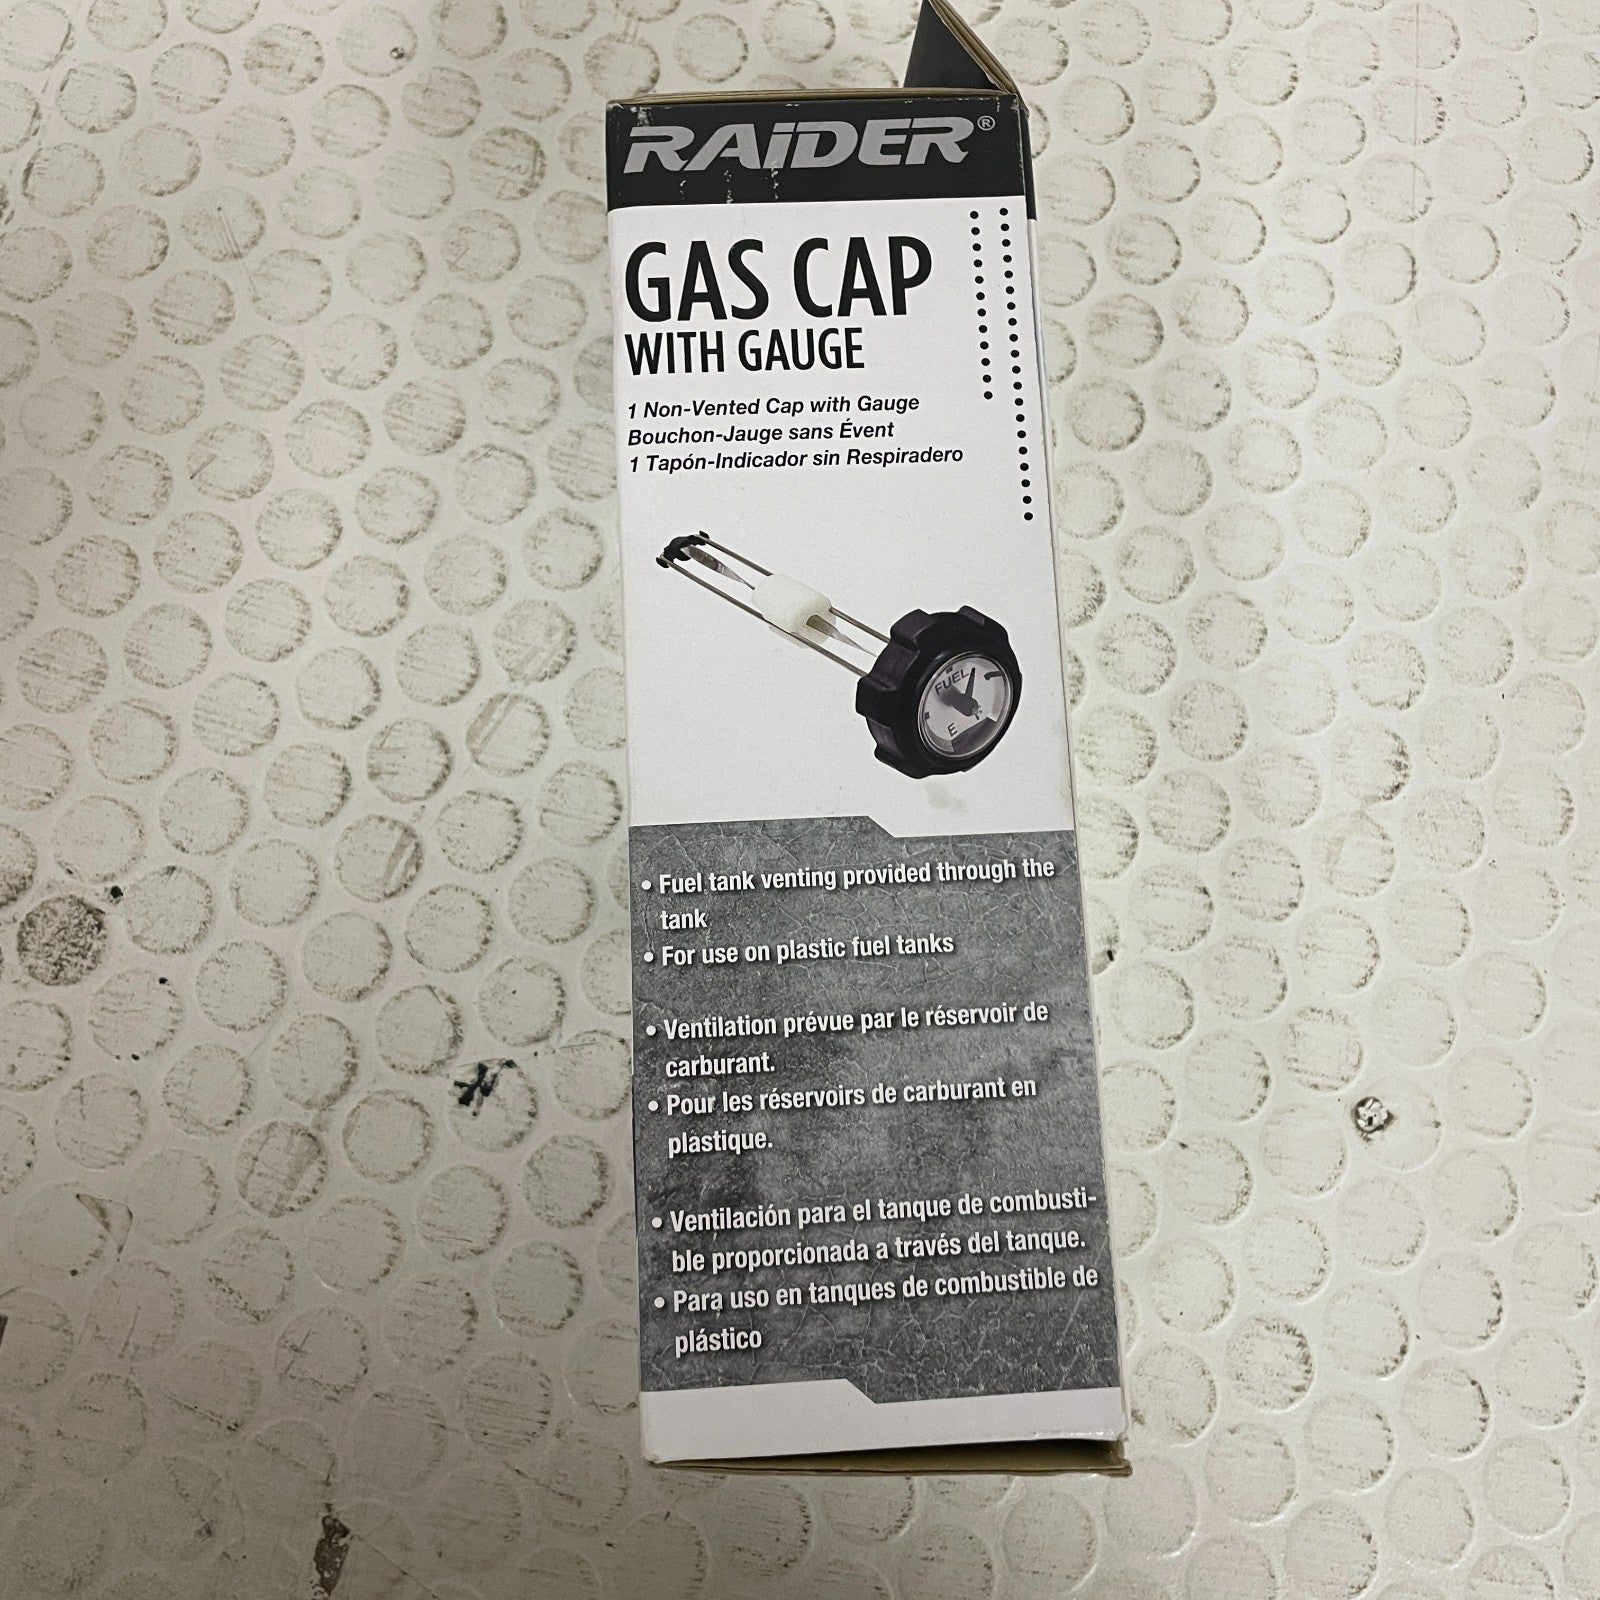 RAiDER®
GAS CAP
WITH GAUGE
1 Non-Vented Cap with Gauge
Bouchon-Jauge sans Évent
1 Tapón-Indicador sin Respiradero
FUEL
E
• Fuel tank venting provided through the
tank
• For use on plastic fuel tanks
• Ventilation prévue par le réservoir de
carburant.
• Pour les réservoirs de carburant en
plastique.
• Ventilación para el tanque de combusti-
ble proporcionada a través del tanque.
• Para uso en tanques de combustible de
plástico